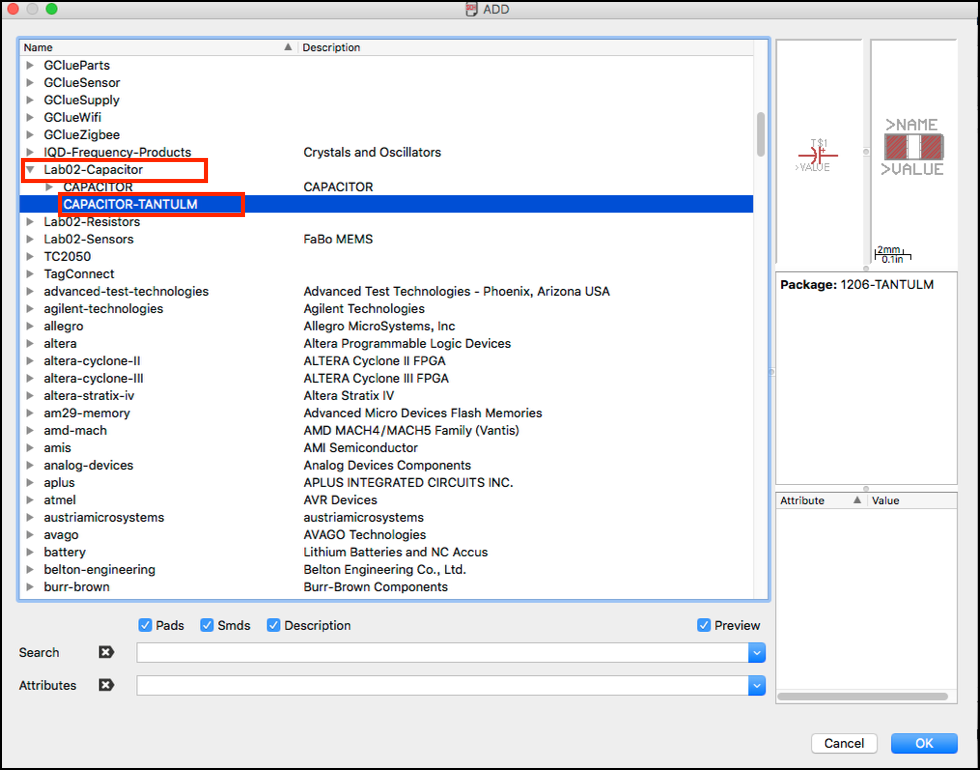 ADD
Name Description
GClueParts
GClueSensor
GClueSupply
GClueWifi
GClueZigbee
IQD-Frequency-Products Crystals and Oscillators
Lab02-Capacitor
CAPACITOR CAPACITOR
CAPACITOR-TANTULM
Lab02-Resistors
Lab02-Sensors FaBo MEMS
TC2050
TagConnect
advanced-test-technologies Advanced Test Technologies - Phoenix, Arizona USA
agilent-technologies Agilent Technologies
allegro Allegro MicroSystems, Inc
altera Altera Programmable Logic Devices
altera-cyclone-II ALTERA Cyclone II FPGA
altera-cyclone-III ALTERA Cyclone III FPGA
altera-stratix-iv Altera Stratix IV
am29-memory Advanced Micro Devices Flash Memories
amd-mach AMD MACH4/MACH5 Family (Vantis)
amis AMI Semiconductor
analog-devices Analog Devices Components
aplus APLUS INTEGRATED CIRCUITS INC.
atmel AVR Devices
austriamicrosystems austriamicrosystems
avago AVAGO Technologies
battery Lithium Batteries and NC Accus
belton-engineering Belton Engineering Co., Ltd.
burr-brown Burr-Brown Components
Pads Smds Description Preview
Search
Attributes
T$1
>VALUE
>NAME
>VALUE
2mm
0.1in
Package: 1206-TANTULM
Attribute Value
Cancel OK